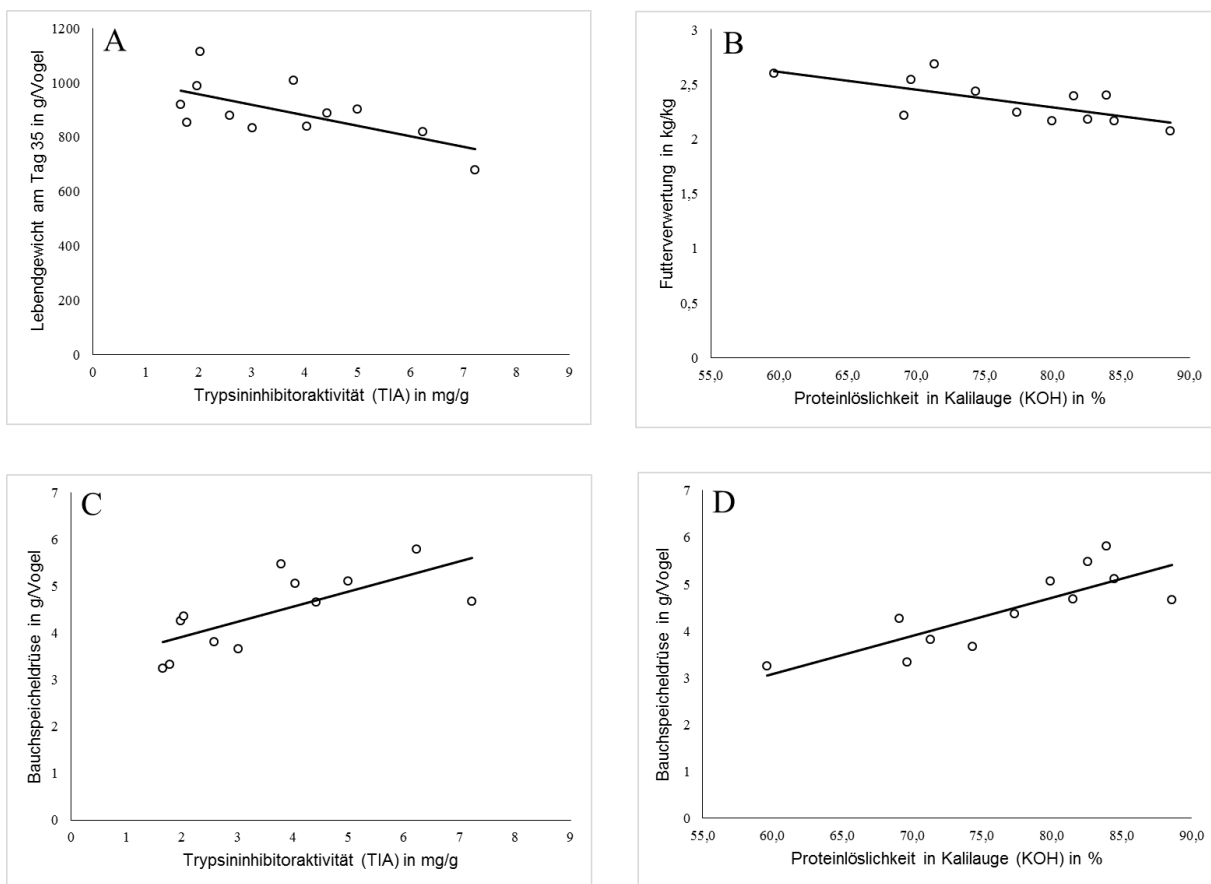 A
Lebendgewicht am Tag 35 in g/Vogel
1200
1000
800
600
400
200
0
0 1 2 3 4 5 6 7 8 9
Trypsininhibitoraktivität (TIA) in mg/g
B
Futterverwertung in kg/kg
3
2,5
2
1,5
1
0,5
0
55,0 60,0 65,0 70,0 75,0 80,0 85,0 90,0
Proteinlöslichkeit in Kalilauge (KOH) in %
C
Bauchspeicheldrüse in g/Vogel
7
6
5
4
3
2
1
0
0 1 2 3 4 5 6 7 8 9
Trypsininhibitoraktivität (TIA) in mg/g
D
Bauchspeicheldrüse in g/Vogel
7
6
5
4
3
2
1
0
55,0 60,0 65,0 70,0 75,0 80,0 85,0 90,0
Proteinlöslichkeit in Kalilauge (KOH) in %